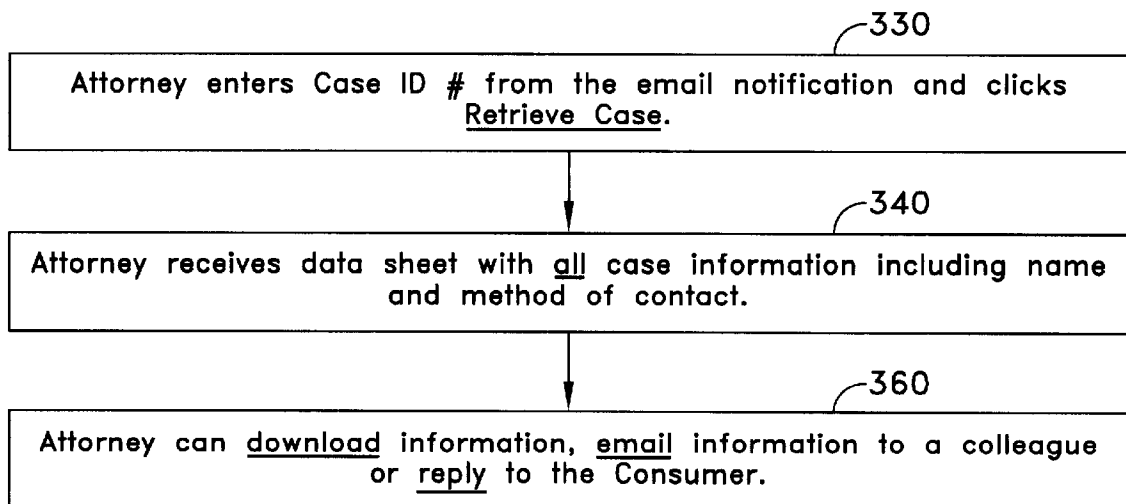 330
Attorney enters Case ID # from the email notification and clicks
Retrieve Case.
340
Attorney receives data sheet with all case information including name
and method of contact.
360
Attorney can download information, email information to a colleague
or reply to the Consumer.